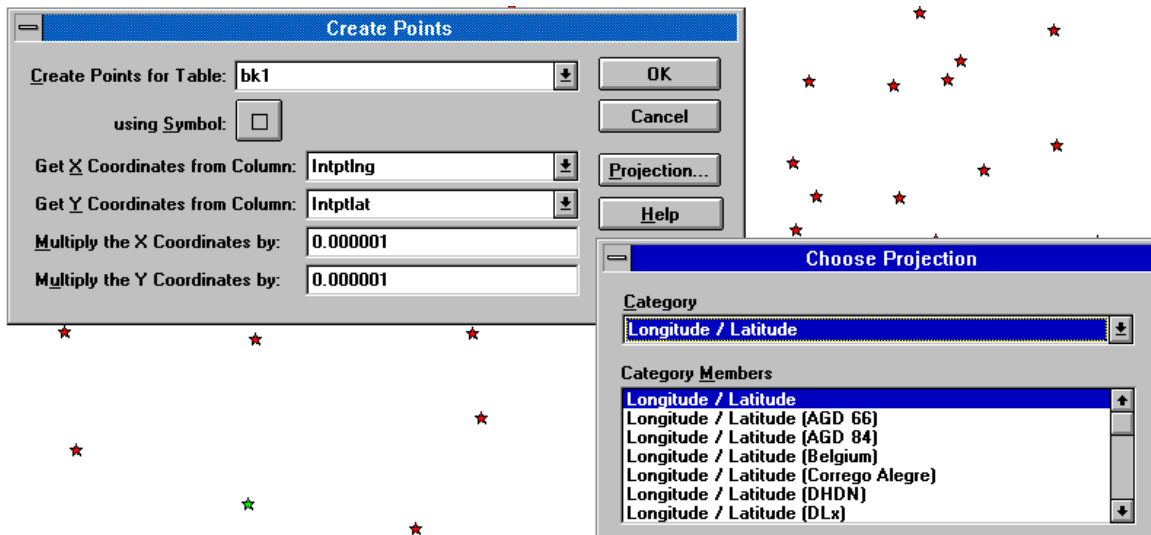 Create Points
Create Points for Table: bk1
OK
using Symbol:
Cancel
Get X Coordinates from Column: Intptlng
Projection...
Get Y Coordinates from Column: Intptlat
Help
Multiply the X Coordinates by: 0.000001
Multiply the Y Coordinates by: 0.000001
Choose Projection
Category
Longitude / Latitude
Category Members
Longitude / Latitude
Longitude / Latitude (AGD 66)
Longitude / Latitude (AGD 84)
Longitude / Latitude (Belgium)
Longitude / Latitude (Corrego Alegre)
Longitude / Latitude (DHDN)
Longitude / Latitude (DLx)